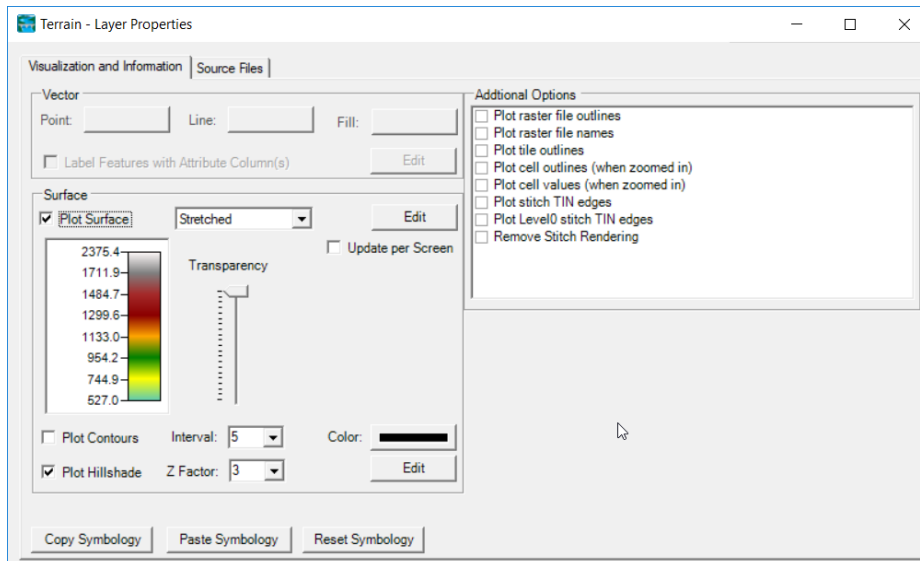 Terrain - Layer Properties
Visualization and Information
Source Files
Vector
Point:
Line:
Fill:
Label Features with Attribute Column(s)
Edit
Surface
Plot Surface
Stretched
Edit
Update per Screen
2375.4
1711.9
1484.7
1299.6
1133.0
954.2
744.9
527.0
Transparency
Plot Contours
Interval: 5
Color:
Plot Hillshade
Z Factor: 3
Edit
Addtional Options
Plot raster file outlines
Plot raster file names
Plot tile outlines
Plot cell outlines (when zoomed in)
Plot cell values (when zoomed in)
Plot stitch TIN edges
Plot Level0 stitch TIN edges
Remove Stitch Rendering
Copy Symbology
Paste Symbology
Reset Symbology